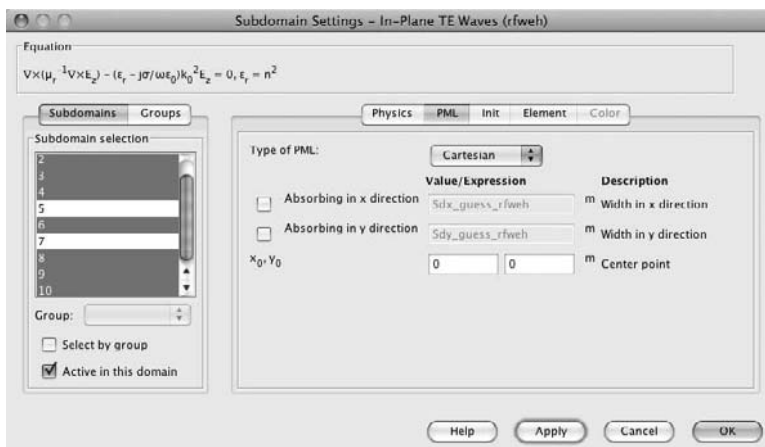 Subdomain Settings – In-Plane TE Waves (rfweh)
Equation
∇×(μr⁻¹∇×Ez) – (εr – jσ/ωε0)k0²Ez = 0, εr = n²
Subdomains Groups
Subdomain selection
2
3
4
5
6
7
8
9
10
Group:
Select by group
Active in this domain
Physics PML Init Element Color
Type of PML: Cartesian
Value/Expression Description
Absorbing in x direction Sdx_guess_rfweh m Width in x direction
Absorbing in y direction Sdy_guess_rfweh m Width in y direction
x0, y0 0 0 m Center point
Help Apply Cancel OK